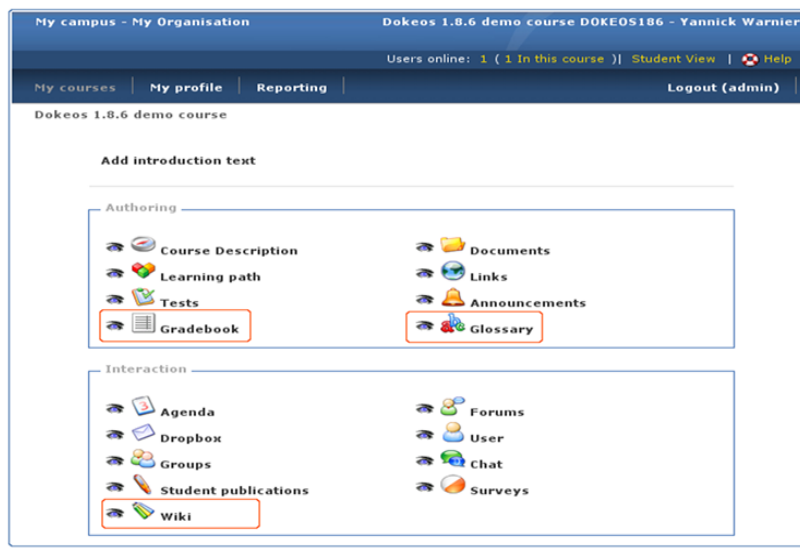 My campus - My Organisation
Dokeos 1.8.6 demo course DOKEOS186 - Yannick Warnier
Users online: 1 ( 1 In this course )| Student View | Help
My courses My profile Reporting Logout (admin)
Dokeos 1.8.6 demo course
Add introduction text
Authoring
Course Description
Documents
Learning path
Links
Tests
Announcements
Gradebook
Glossary
Interaction
Agenda
Forums
Dropbox
User
Groups
Chat
Student publications
Surveys
Wiki